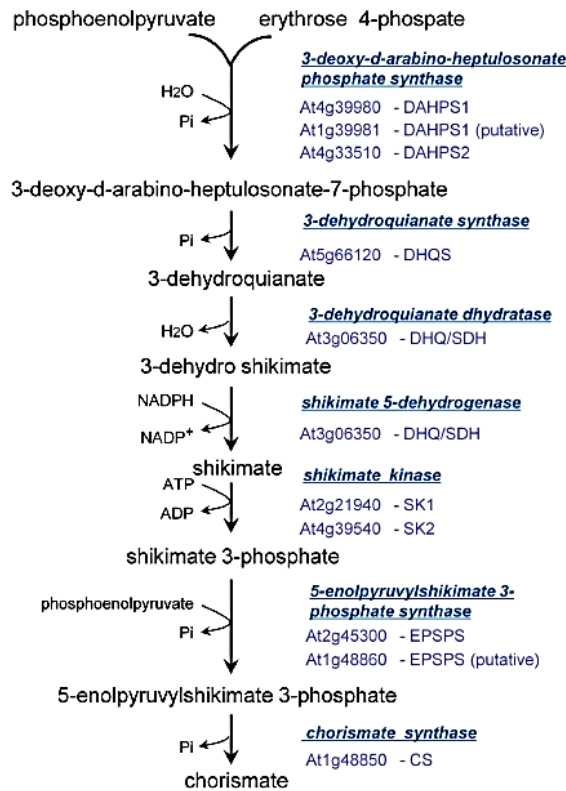 phosphoenolpyruvate erythrose 4-phospate
3-deoxy-d-arabino-heptulosonate
phosphate synthase
H2O
At4g39980 - DAHPS1
Pi
At1g39981 - DAHPS1 (putative)
At4g33510 - DAHPS2
3-deoxy-d-arabino-heptulosonate-7-phosphate
3-dehydroquianate synthase
Pi
At5g66120 - DHQS
3-dehydroquianate
3-dehydroquianate dhydratase
H2O
At3g06350 - DHQ/SDH
3-dehydro shikimate
NADPH
shikimate 5-dehydrogenase
NADP+
At3g06350 - DHQ/SDH
shikimate
shikimate kinase
ATP
At2g21940 - SK1
ADP
At4g39540 - SK2
shikimate 3-phosphate
5-enolpyruvylshikimate 3-
phosphate synthase
phosphoenolpyruvate
Pi
At2g45300 - EPSPS
At1g48860 - EPSPS (putative)
5-enolpyruvylshikimate 3-phosphate
chorismate synthase
Pi
At1g48850 - CS
chorismate